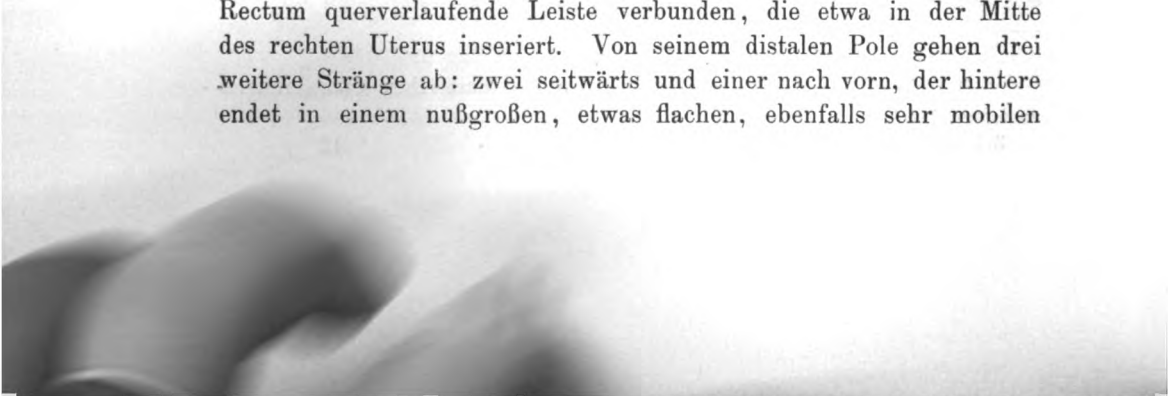 Rectum querverlaufende Leiste verbunden, die etwa in der Mitte
des rechten Uterus inseriert. Von seinem distalen Pole gehen drei
weitere Stränge ab: zwei seitwärts und einer nach vorn, der hintere
endet in einem nußgroßen, etwas flachen, ebenfalls sehr mobilen